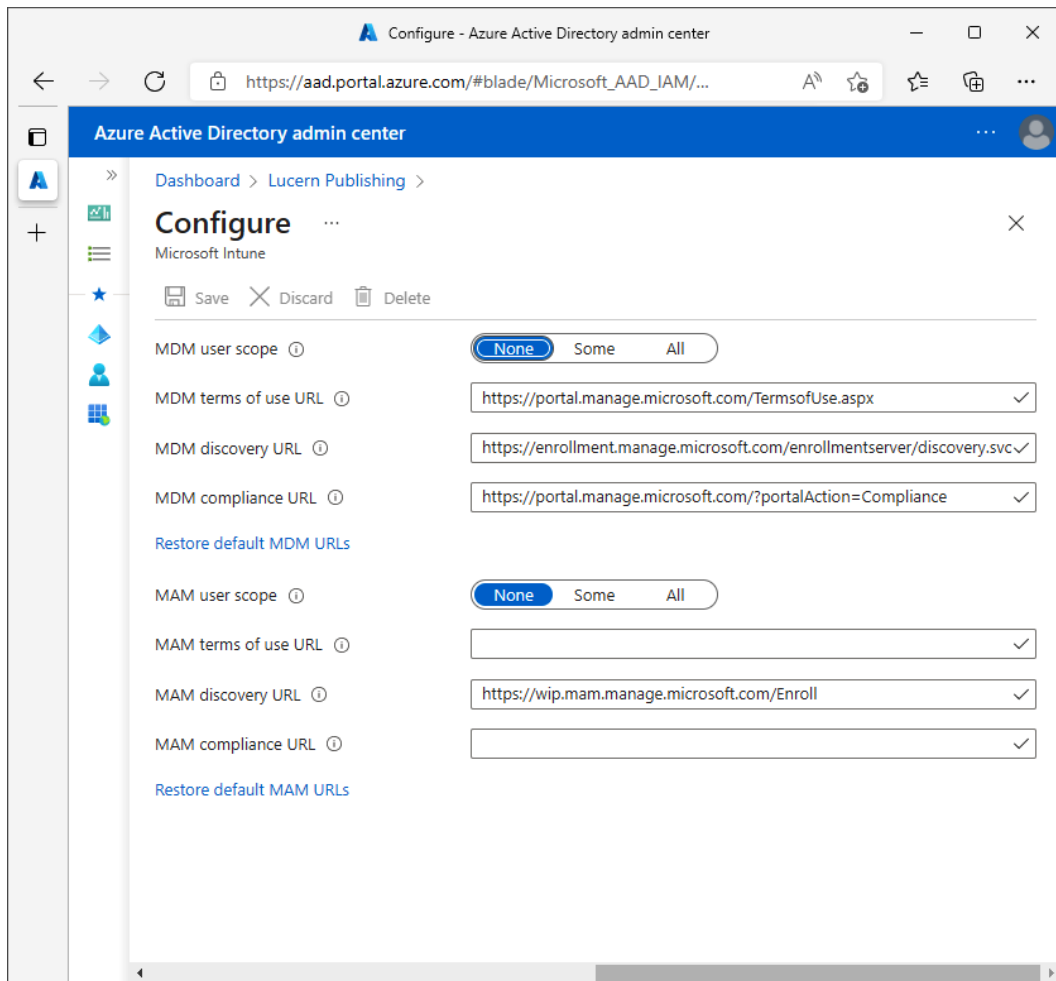 Configure - Azure Active Directory admin center
https://aad.portal.azure.com/#blade/Microsoft_AAD_IAM/...
Azure Active Directory admin center
Dashboard > Lucern Publishing >
Configure ...
Microsoft Intune
Save Discard Delete
MDM user scope None Some All
MDM terms of use URL https://portal.manage.microsoft.com/TermsofUse.aspx
MDM discovery URL https://enrollment.manage.microsoft.com/enrollmentserver/discovery.svc
MDM compliance URL https://portal.manage.microsoft.com/?portalAction=Compliance
Restore default MDM URLs
MAM user scope None Some All
MAM terms of use URL
MAM discovery URL https://wip.mam.manage.microsoft.com/Enroll
MAM compliance URL
Restore default MAM URLs